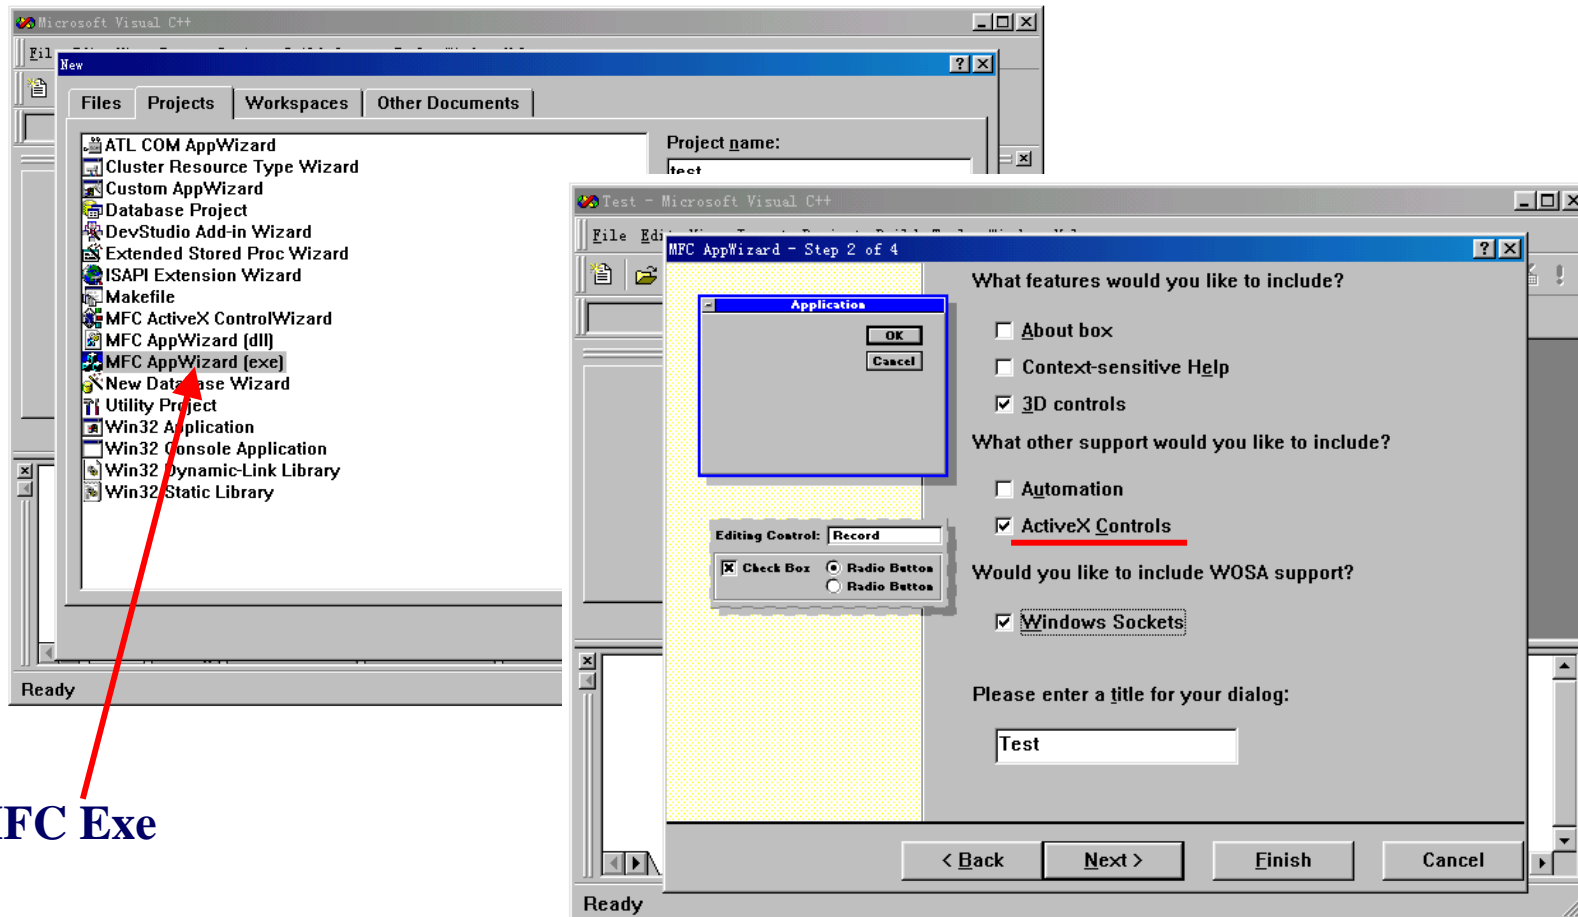 Microsoft Visual C++
New
Files Projects Workspaces Other Documents
ATL COM AppWizard
Cluster Resource Type Wizard
Custom AppWizard
Database Project
DevStudio Add-in Wizard
Extended Stored Proc Wizard
ISAPI Extension Wizard
Makefile
MFC ActiveX ControlWizard
MFC AppWizard (dll)
MFC AppWizard (exe)
New Database Wizard
Utility Project
Win32 Application
Win32 Console Application
Win32 Dynamic-Link Library
Win32 Static Library
Project name:
test
Ready
FC Exe
Test - Microsoft Visual C++
File Edi
MFC AppWizard - Step 2 of 4
Application
OK
Cancel
Editing Control: Record
Check Box Radio Button
Radio Button
What features would you like to include?
About box
Context-sensitive Help
3D controls
What other support would you like to include?
Automation
ActiveX Controls
Would you like to include WOSA support?
Windows Sockets
Please enter a title for your dialog:
Test
< Back Next > Finish Cancel
Ready